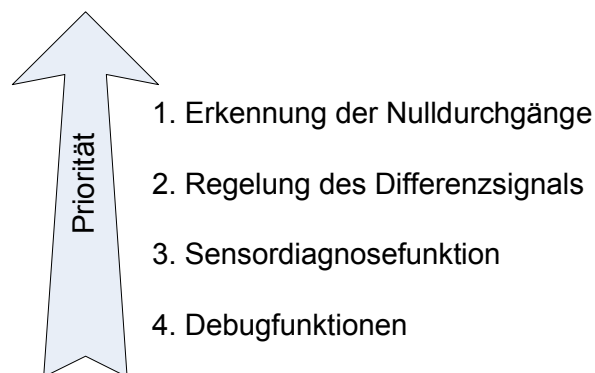 Priorität
1. Erkennung der Nulldurchgänge
2. Regelung des Differenzsignals
3. Sensordiagnosefunktion
4. Debugfunktionen